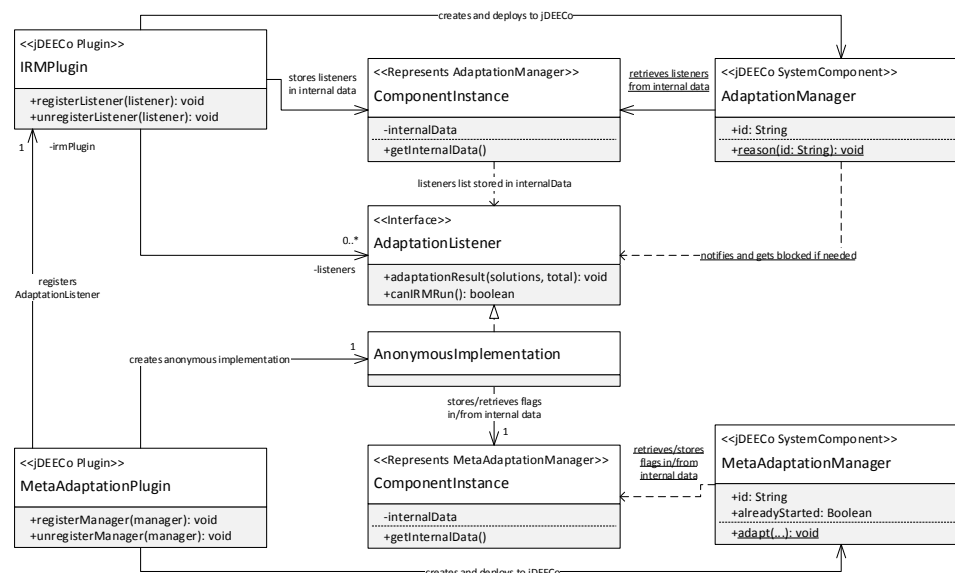 creates and deploys to jDEECo
<<jDEECo Plugin>>
IRMPlugin
+registerListener(listener): void
+unregisterListener(listener): void
stores listeners
in internal data
<<Represents AdaptationManager>>
ComponentInstance
-internalData
+getInternalData()
retrieves listeners
from internal data
<<jDEECo SystemComponent>>
AdaptationManager
+id: String
+reason(id: String): void
1
-irmPlugin
listeners list stored in internalData
<<Interface>>
AdaptationListener
+adaptationResult(solutions, total): void
+canIRMRun(): boolean
0..*
-listeners
notifies and gets blocked if needed
registers
AdaptationListener
creates anonymous implementation
1
AnonymousImplementation
stores/retrieves flags
in/from internal data
1
<<jDEECo Plugin>>
MetaAdaptationPlugin
+registerManager(manager): void
+unregisterManager(manager): void
<<Represents MetaAdaptationManager>>
ComponentInstance
-internalData
+getInternalData()
retrieves/stores
flags in/from
internal data
<<jDEECo SystemComponent>>
MetaAdaptationManager
+id: String
+alreadyStarted: Boolean
+adapt(...): void
creates and deploys to jDEECo